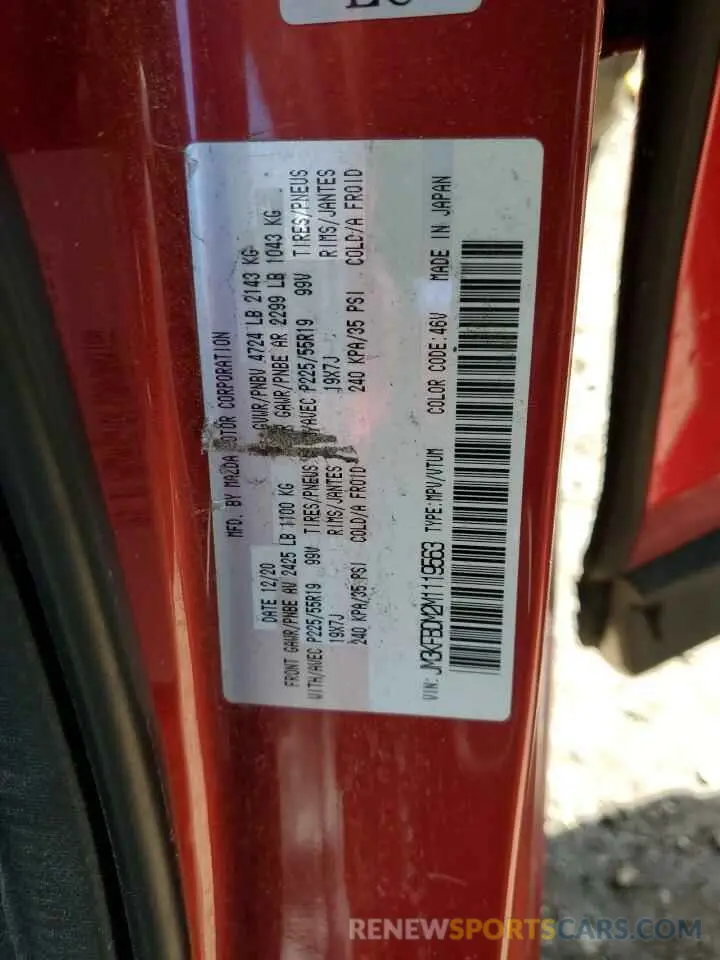 MFD. BY MAZDA MOTOR CORPORATION
DATE 12/20 GVWR/PNBV 4724 LB 2143 KG
FRONT GAWR/PNBE AV 2425 LB 1100 KG GAWR/PNBE AR 2299 LB 1043 KG
WITH/AVEC P225/55R19 99V TIRES/PNEUS P225/55R19 99V TIRES/PNEUS
19X7J RIMS/JANTES 19X7J RIMS/JANTES
240 KPA/35 PSI COLD/A FROID 240 KPA/35 PSI COLD/A FROID
VIN: JM3KFBDM2M1119563 TYPE:MPV/VTUM COLOR CODE:46V MADE IN JAPAN
RENEWSPORTSCARS.COM